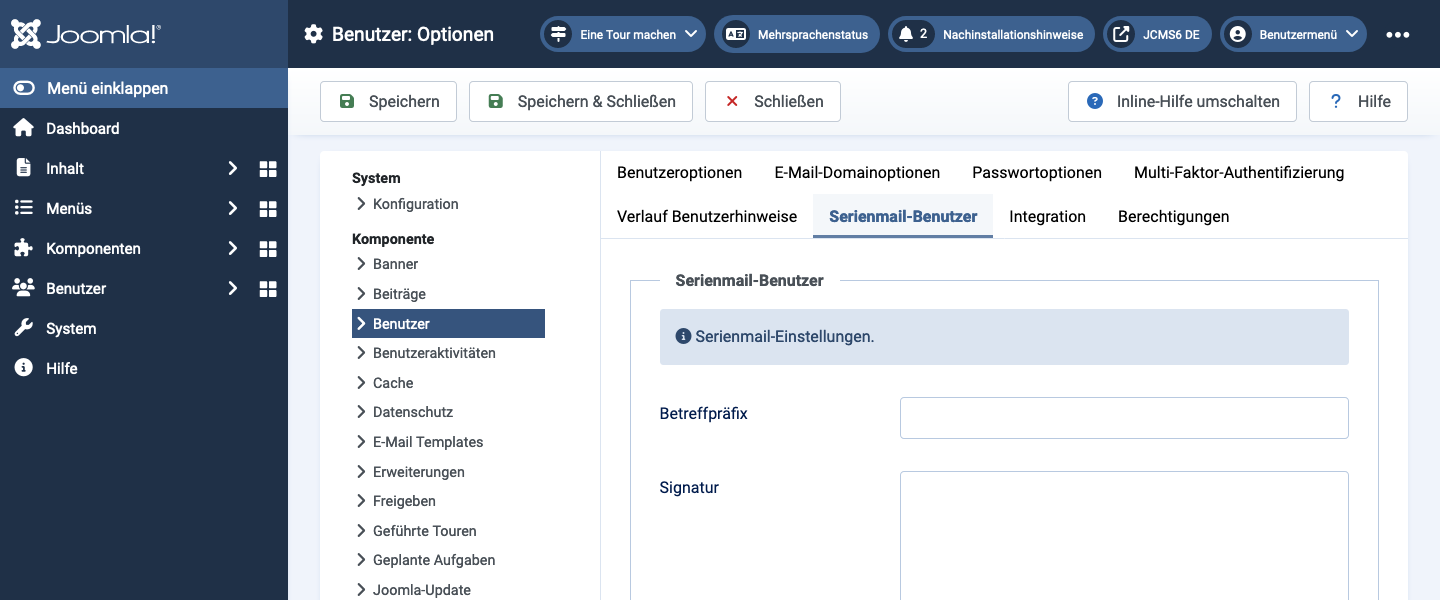 Joomla!®
Benutzer: Optionen
Eine Tour machen
Mehrsprachenstatus
2 Nachinstallationshinweise
JCMS6 DE
Benutzermenü
Menü einklappen
Dashboard
Inhalt
Menüs
Komponenten
Benutzer
System
Hilfe
Speichern
Speichern & Schließen
Schließen
Inline-Hilfe umschalten
Hilfe
System
Konfiguration
Komponente
Banner
Beiträge
Benutzer
Benutzeraktivitäten
Cache
Datenschutz
E-Mail Templates
Erweiterungen
Freigeben
Geführte Touren
Geplante Aufgaben
Joomla-Update
Benutzeroptionen
E-Mail-Domainoptionen
Passwortoptionen
Multi-Faktor-Authentifizierung
Verlauf Benutzerhinweise
Serienmail-Benutzer
Integration
Berechtigungen
Serienmail-Benutzer
Serienmail-Einstellungen.
Betreffpräfix
Signatur